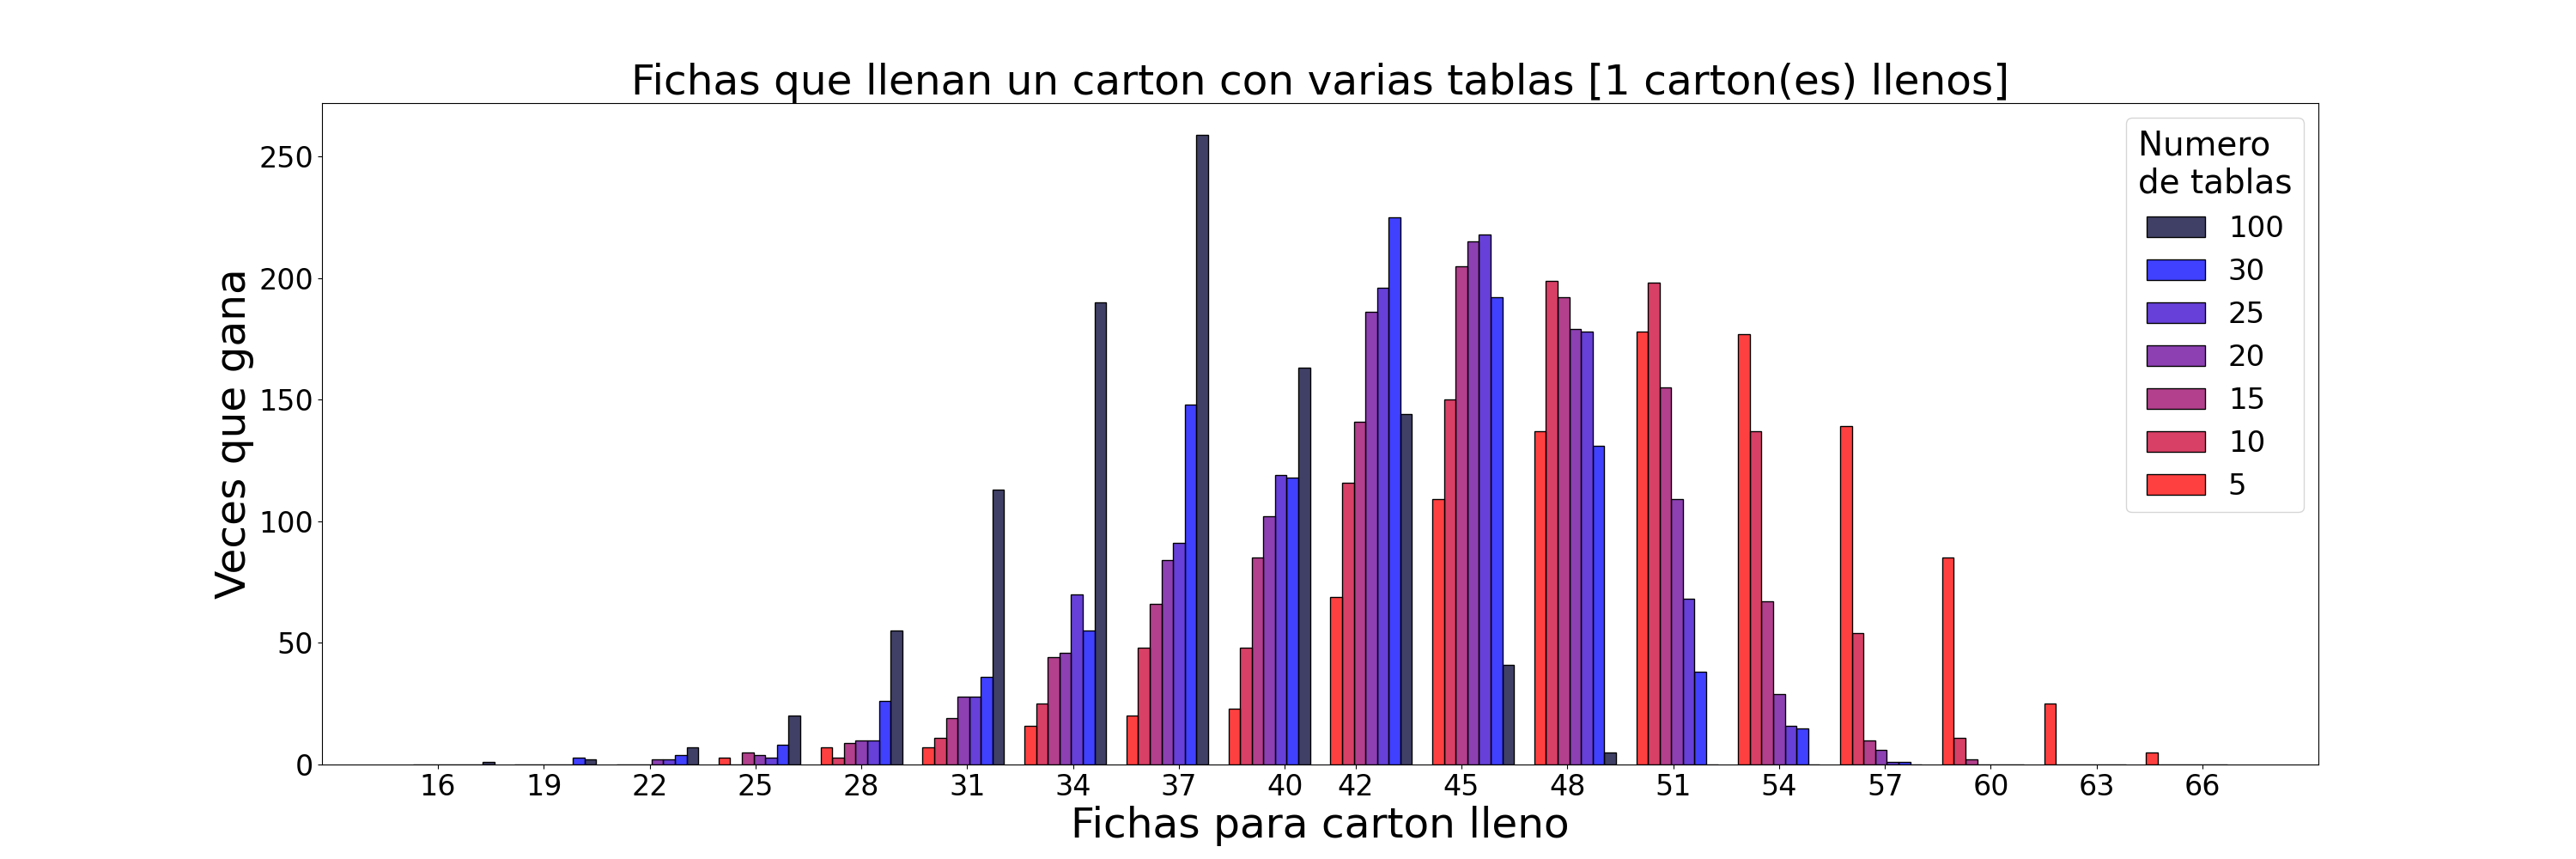 Fichas que llenan un carton con varias tablas [1 carton(es) llenos]
Veces que gana
250
200
150
100
50
0
Numero
de tablas
100
30
25
20
15
10
5
16 19 22 25 28 31 34 37 40 42 45 48 51 54 57 60 63 66
Fichas para carton lleno